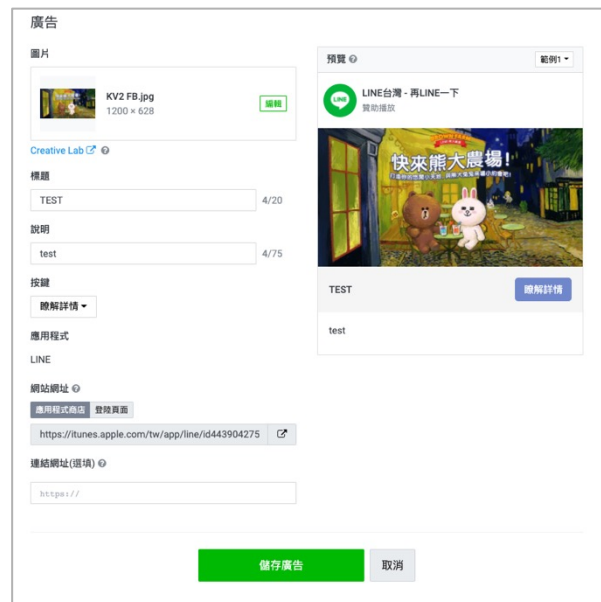 廣告
圖片
KV2 FB.jpg
1200 × 628
編輯
Creative Lab
標題
TEST
4/20
說明
test
4/75
按鍵
瞭解詳情
應用程式
LINE
網站網址
應用程式商店
登陸頁面
https://itunes.apple.com/tw/app/line/id443904275
連結網址(選填)
https://
預覽
範例1
LINE
LINE台灣 - 再LINE一下
贊助播放
快來熊大農場!
TEST
瞭解詳情
test
儲存廣告
取消